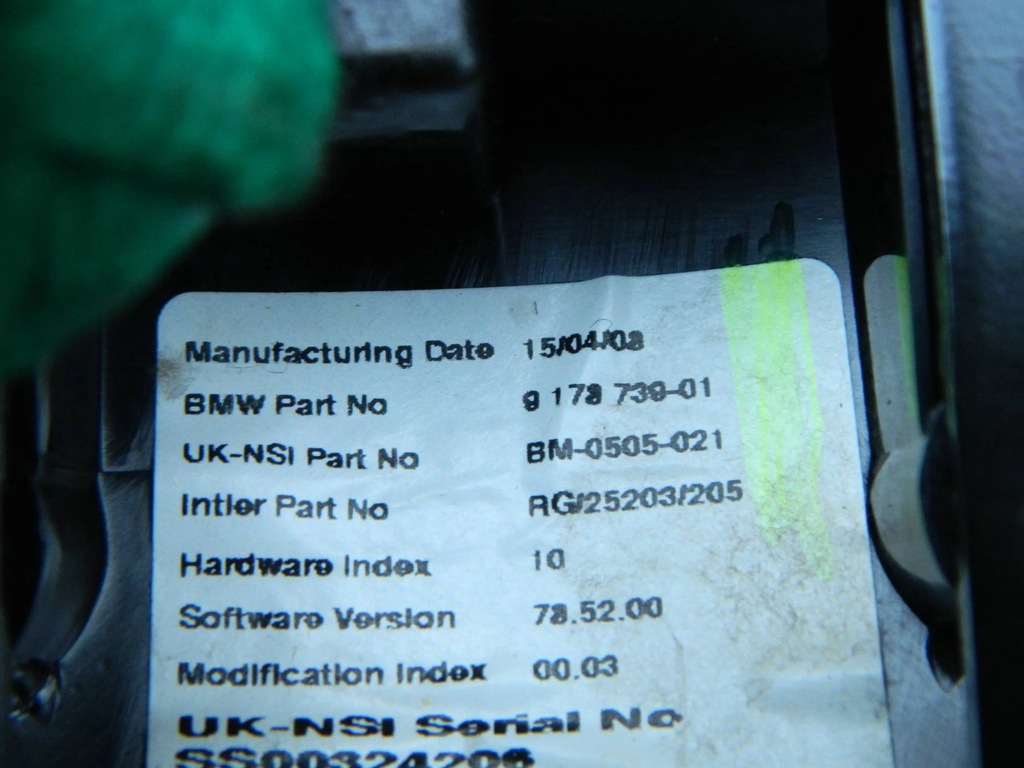 Manufacturing Date 15/04/08
BMW Part No 9 178 739-01
UK-NSI Part No BM-0505-021
Intier Part No RG/25203/205
Hardware Index 10
Software Version 78.52.00
Modification Index 00.03
UK-NSI Serial No
SS00324206